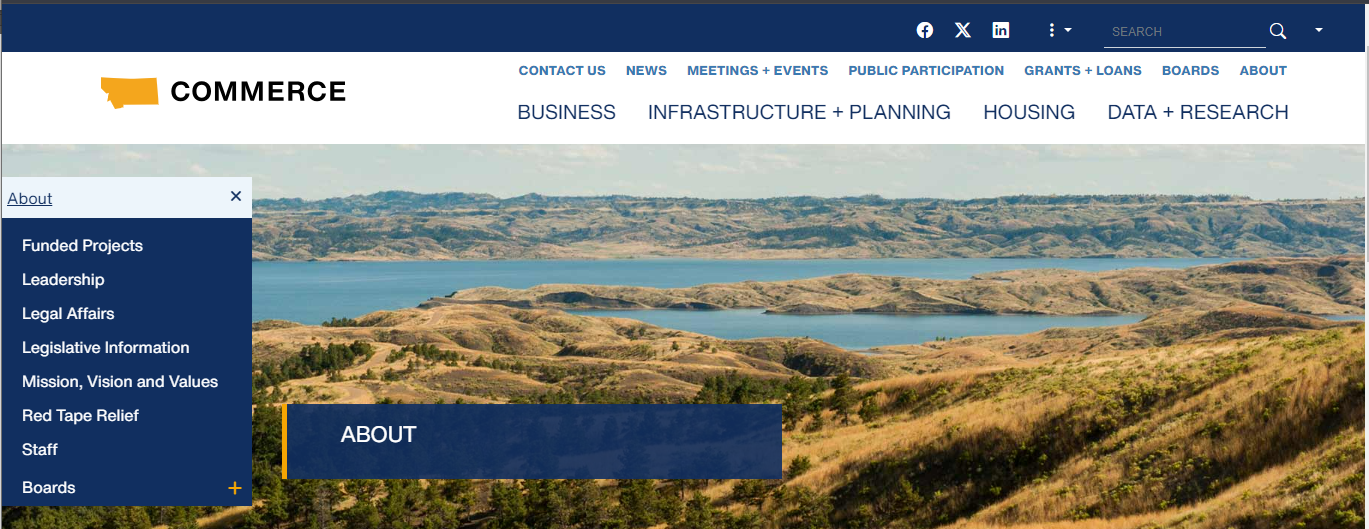 SEARCH
COMMERCE
CONTACT US NEWS MEETINGS + EVENTS PUBLIC PARTICIPATION GRANTS + LOANS BOARDS ABOUT
BUSINESS INFRASTRUCTURE + PLANNING HOUSING DATA + RESEARCH
About
Funded Projects
Leadership
Legal Affairs
Legislative Information
Mission, Vision and Values
Red Tape Relief
Staff
Boards
ABOUT